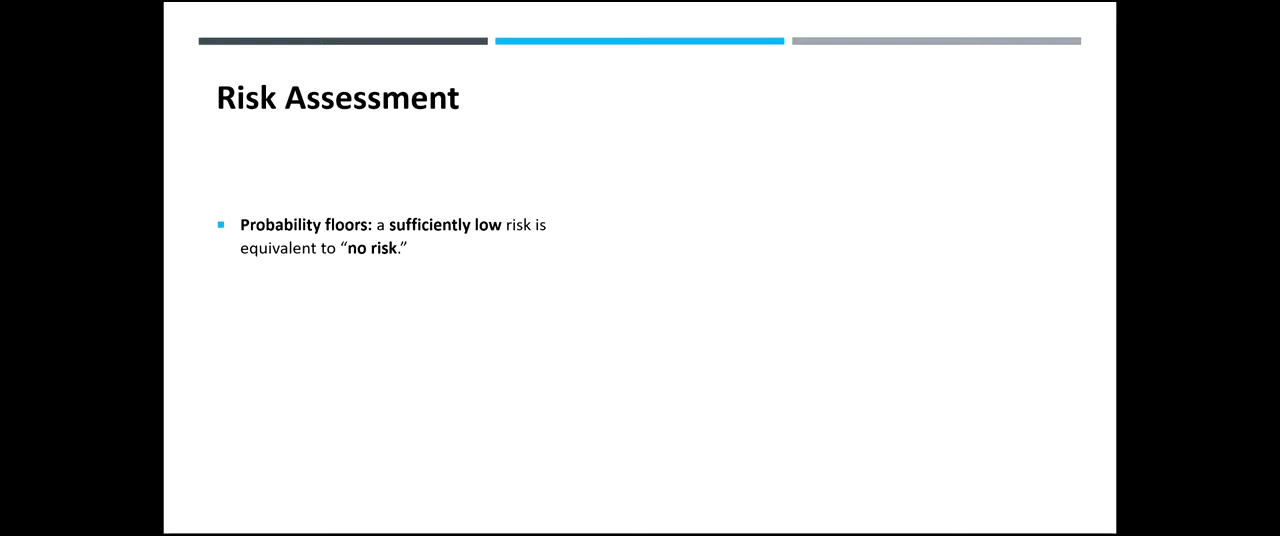 Risk Assessment
Probability floors: a sufficiently low risk is
equivalent to “no risk.”